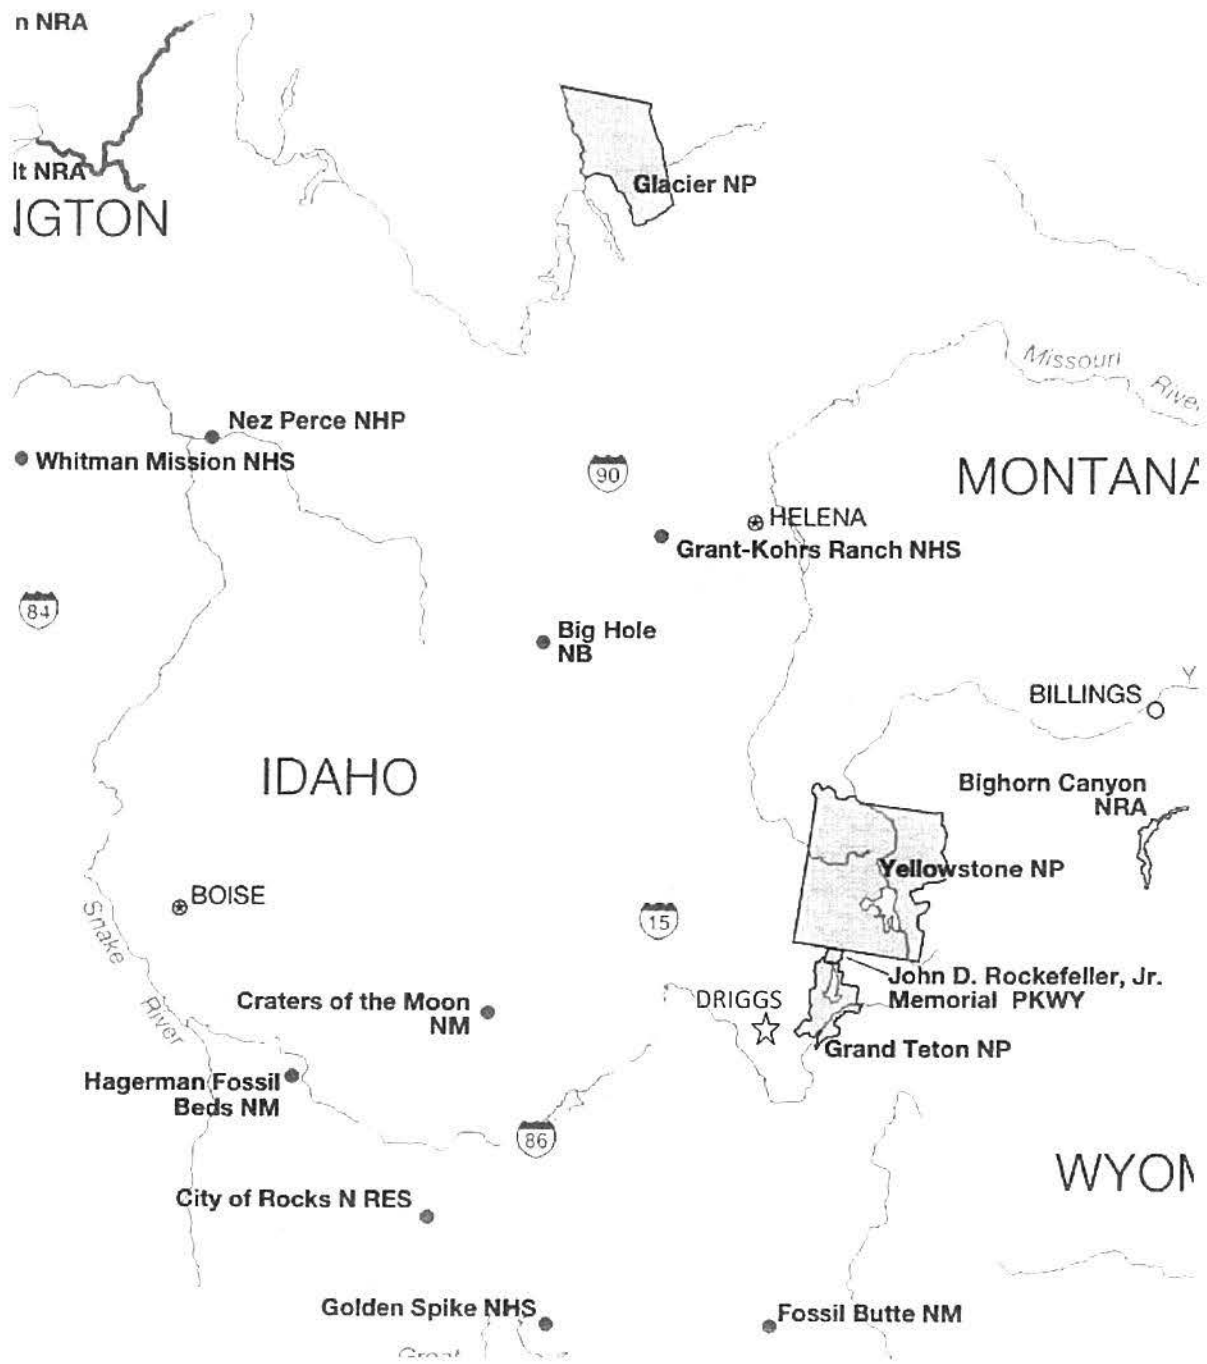 n NRA
lt NRA
NGTON
Glacier NP
Missouri
River
Nez Perce NHP
Whitman Mission NHS
90
MONTANA
HELENA
Grant-Kohrs Ranch NHS
84
Big Hole
NB
Y
BILLINGS
IDAHO
Bighorn Canyon
NRA
Yellowstone NP
BOISE
15
Snake
River
John D. Rockefeller, Jr.
Memorial PKWY
DRIGGS
Craters of the Moon
NM
Grand Teton NP
Hagerman Fossil
Beds NM
86
WYOM
City of Rocks N RES
Golden Spike NHS
Fossil Butte NM
Great